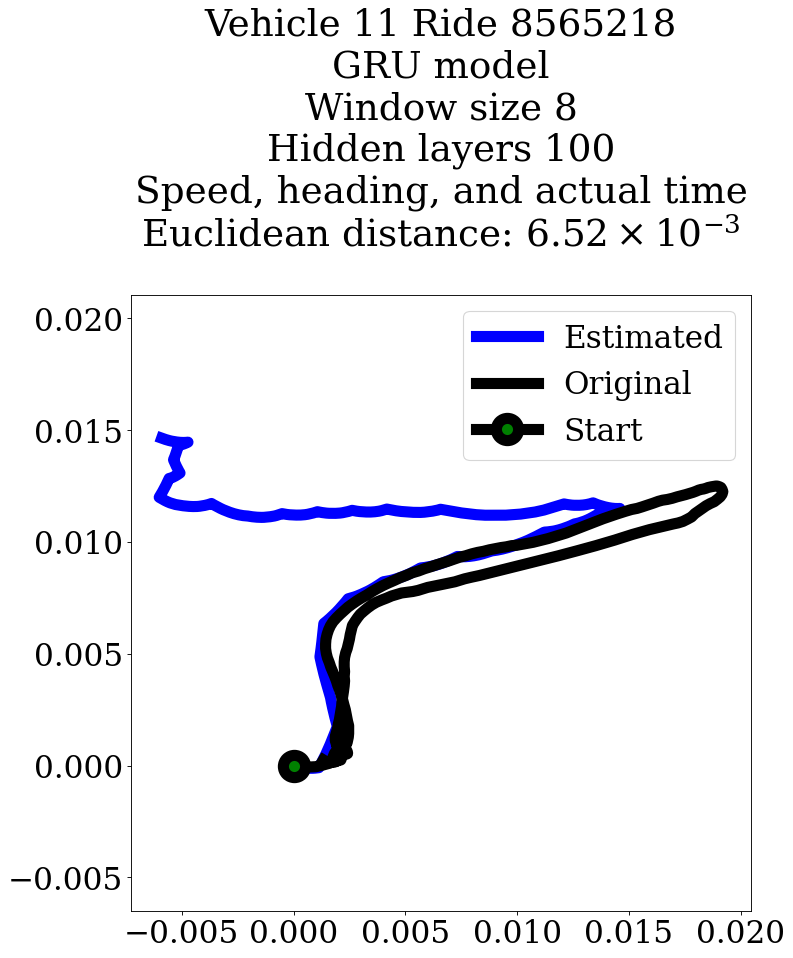 Vehicle 11 Ride 8565218
GRU model
Window size 8
Hidden layers 100
Speed, heading, and actual time
Euclidean distance: 6.52 × 10⁻³
0.020
0.015
0.010
0.005
0.000
−0.005
Estimated
Original
Start
−0.005 0.000 0.005 0.010 0.015 0.020